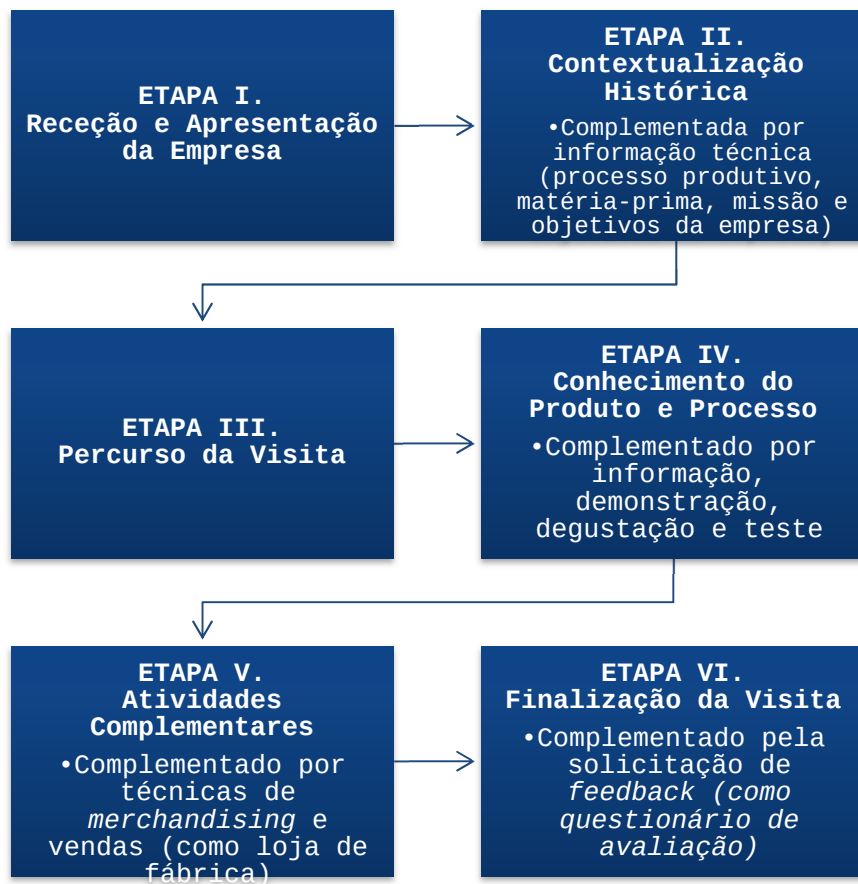 ETAPA I.
Receção e Apresentação
da Empresa
ETAPA II.
Contextualização
Histórica
•Complementada por
informação técnica
(processo produtivo,
matéria-prima, missão e
objetivos da empresa)
ETAPA III.
Percurso da Visita
ETAPA IV.
Conhecimento do
Produto e Processo
•Complementado por
informação,
demonstração,
degustação e teste
ETAPA V.
Atividades
Complementares
•Complementado por
técnicas de
merchandising e
vendas (como loja de
fábrica)
ETAPA VI.
Finalização da Visita
•Complementado pela
solicitação de
feedback (como
questionário de
avaliação)